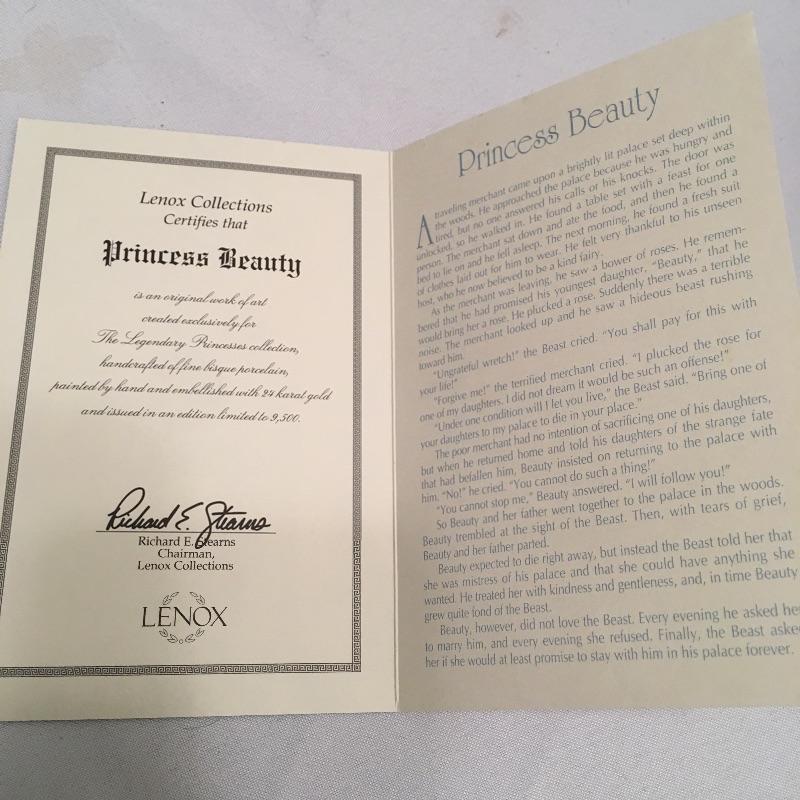 Lenox Collections
Certifies that
Princess Beauty
is an original work of art
created exclusively for
The Legendary Princesses collection,
handcrafted of fine bisque porcelain,
painted by hand and embellished with 24 karat gold
and issued in an edition limited to 9,500.
Richard E. Stearns
Richard E. Stearns
Chairman,
Lenox Collections
LENOX
Princess Beauty
A traveling merchant came upon a brightly lit palace set deep within
the woods. He approached the palace because he was hungry and
tired, but no one answered his calls or his knocks. The door was
unlocked, so he walked in. He found a table set with a feast for one
person. The merchant sat down and ate the food, and then he found a
bed to lie on and he fell asleep. The next morning, he found a fresh suit
of clothes laid out for him to wear. He felt very thankful to his unseen
host, who he now believed to be a kind fairy.
As the merchant was leaving, he saw a bower of roses. He remem-
bered that he had promised his youngest daughter, "Beauty," that he
would bring her a rose. He plucked a rose. Suddenly there was a terrible
noise. The merchant looked up and he saw a hideous beast rushing
toward him.
"Ungrateful wretch!" the Beast cried. "You shall pay for this with
your life!"
"Forgive me!" the terrified merchant cried. "I plucked the rose for
one of my daughters. I did not dream it would be such an offense!"
"Under one condition will I let you live," the Beast said. "Bring one of
your daughters to my palace to die in your place."
The poor merchant had no intention of sacrificing one of his daughters,
but when he returned home and told his daughters of the strange fate
that had befallen him, Beauty insisted on returning to the palace with
him. "No!" he cried. "You cannot do such a thing!"
"You cannot stop me," Beauty answered. "I will follow you!"
So Beauty and her father went together to the palace in the woods.
Beauty trembled at the sight of the Beast. Then, with tears of grief,
Beauty and her father parted.
Beauty expected to die right away, but instead the Beast told her that
she was mistress of his palace and that she could have anything she
wanted. He treated her with kindness and gentleness, and, in time Beauty
grew quite fond of the Beast.
Beauty, however, did not love the Beast. Every evening he asked her
to marry him, and every evening she refused. Finally, the Beast asked
her if she would at least promise to stay with him in his palace forever.